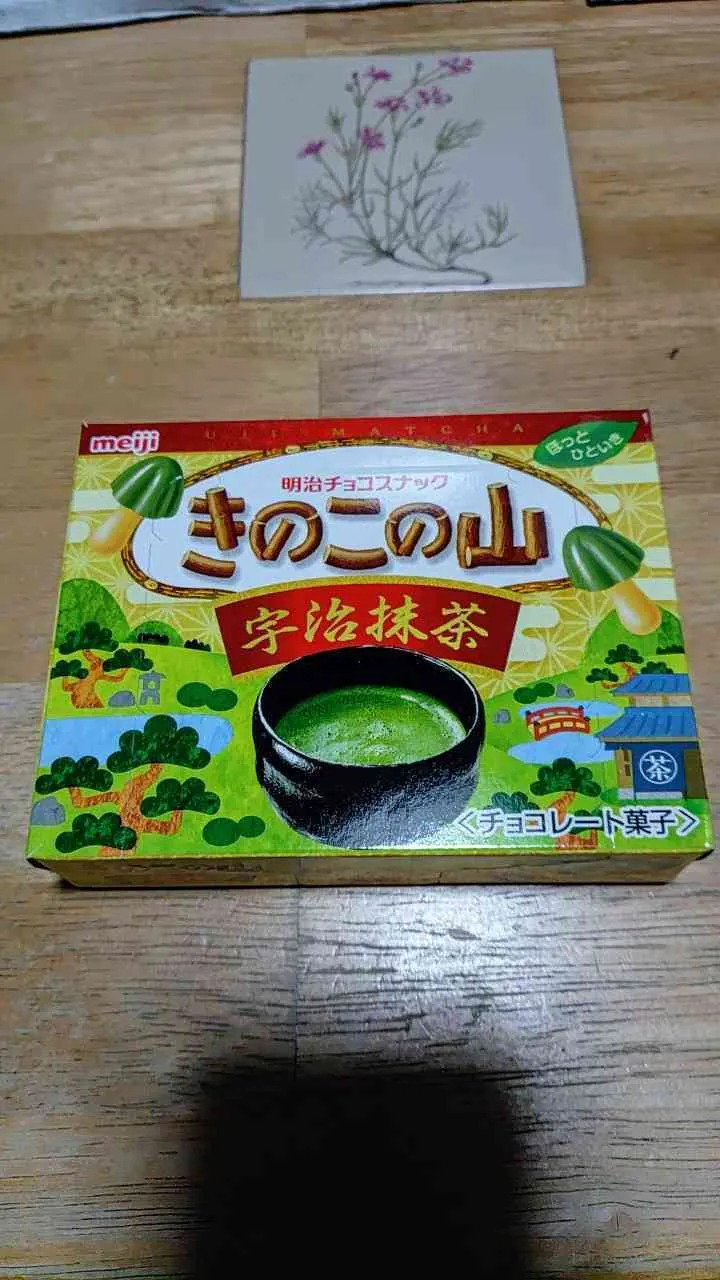 meiji
UJI MATCHA
ほっと
ひといき
明治チョコスナック
きのこの山
宇治抹茶
茶
〈チョコレート菓子〉